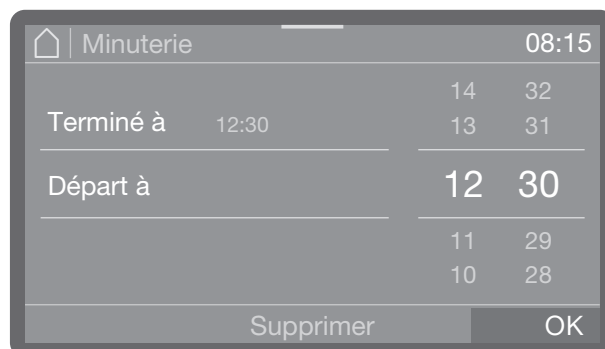 Minuterie 08:15
14 32
Terminé à 12:30 13 31
Départ à 12 30
11 29
10 28
Supprimer OK